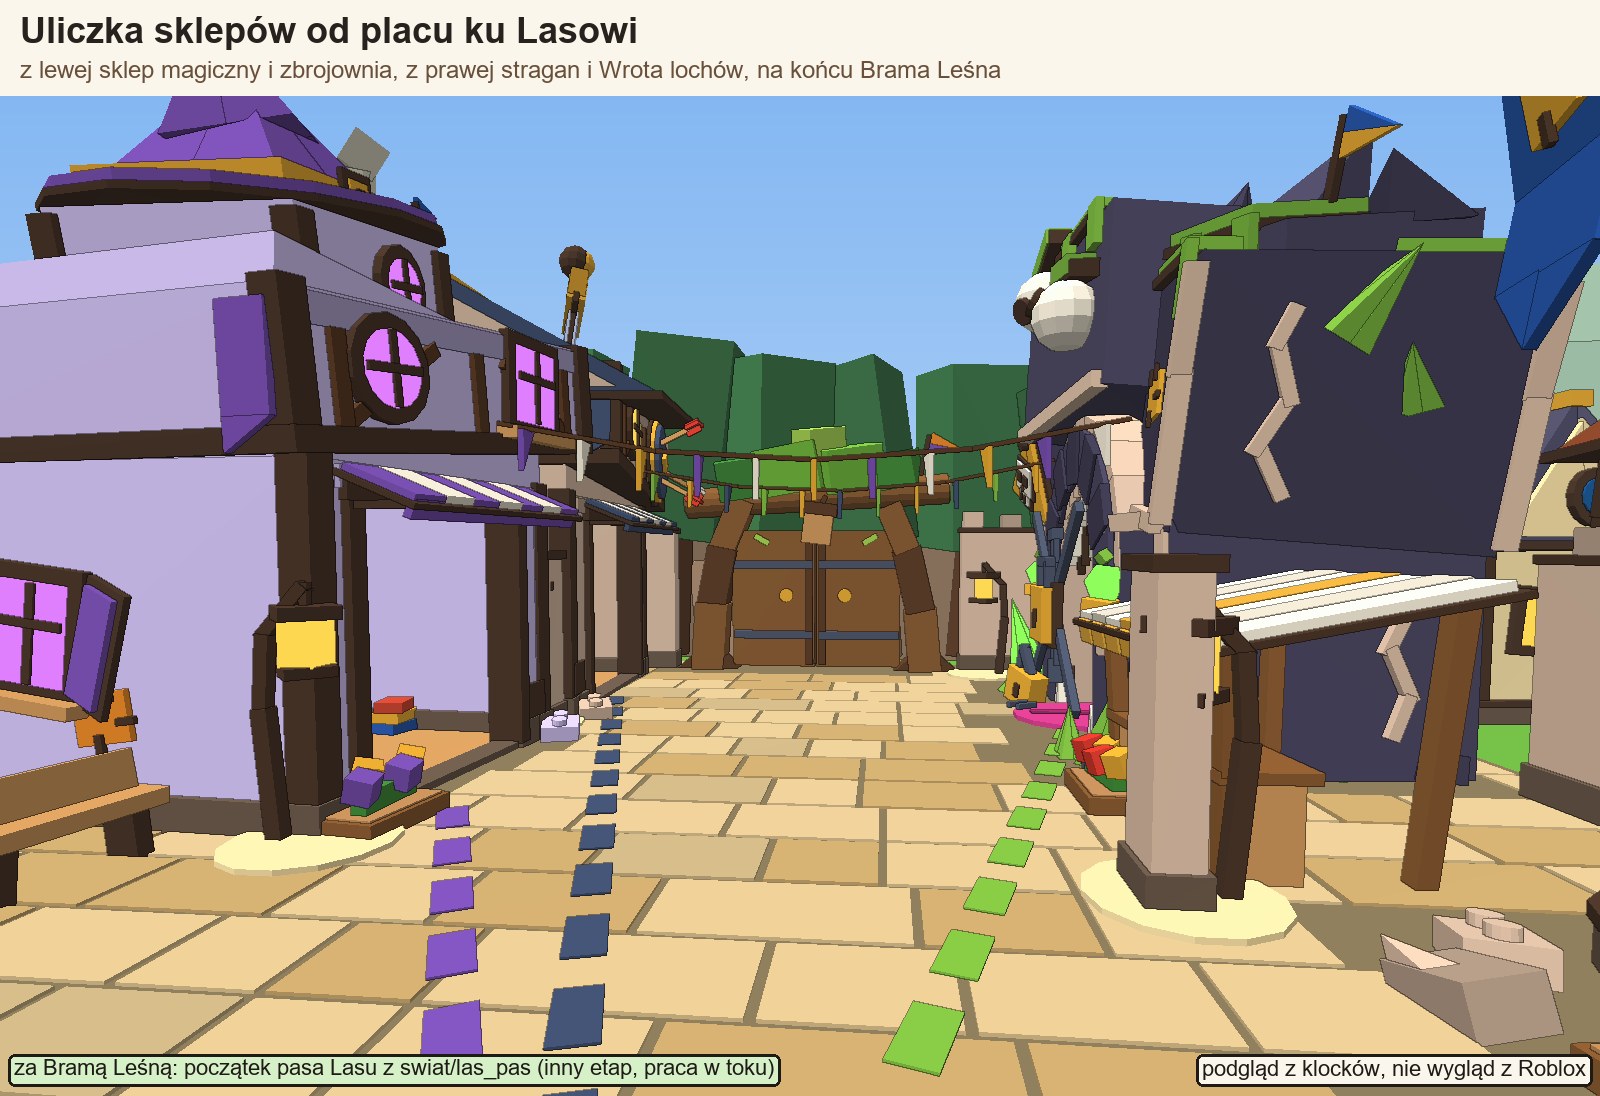 Uliczka sklepów od placu ku Lasowi
z lewej sklep magiczny i zbrojownia, z prawej stragan i Wrota lochów, na końcu Brama Leśna
za Bramą Leśną: początek pasa Lasu z swiat/las_pas (inny etap, praca w toku)
podgląd z klocków, nie wygląd z Roblox